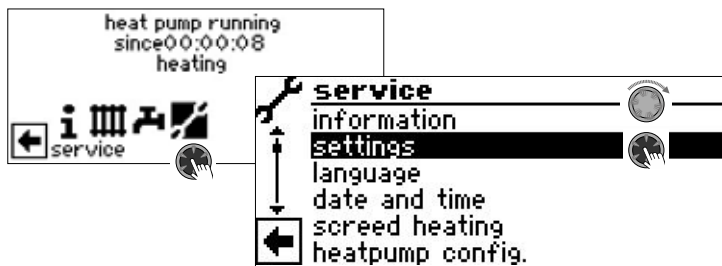 heat pump running
since00:00:08
heating
service
service
information
settings
language
date and time
screed heating
heatpump config.